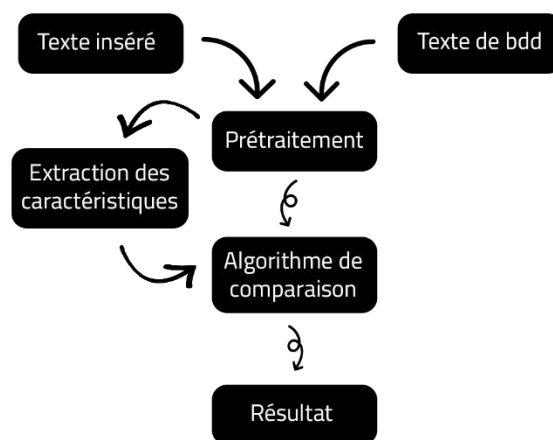 Texte inséré
Texte de bdd
Prétraitement
Extraction des
caractéristiques
Algorithme de
comparaison
Résultat